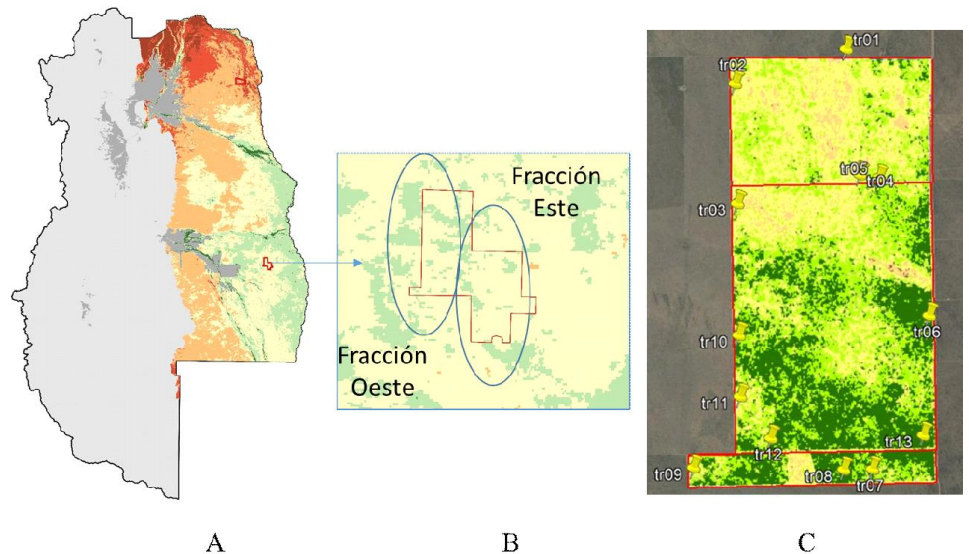 Fracción
Este
Fracción
Oeste
tr01
tr02
tr05
tr04
tr03
tr06
tr10
tr11
tr12
tr13
tr09
tr08
tr07
A
B
C